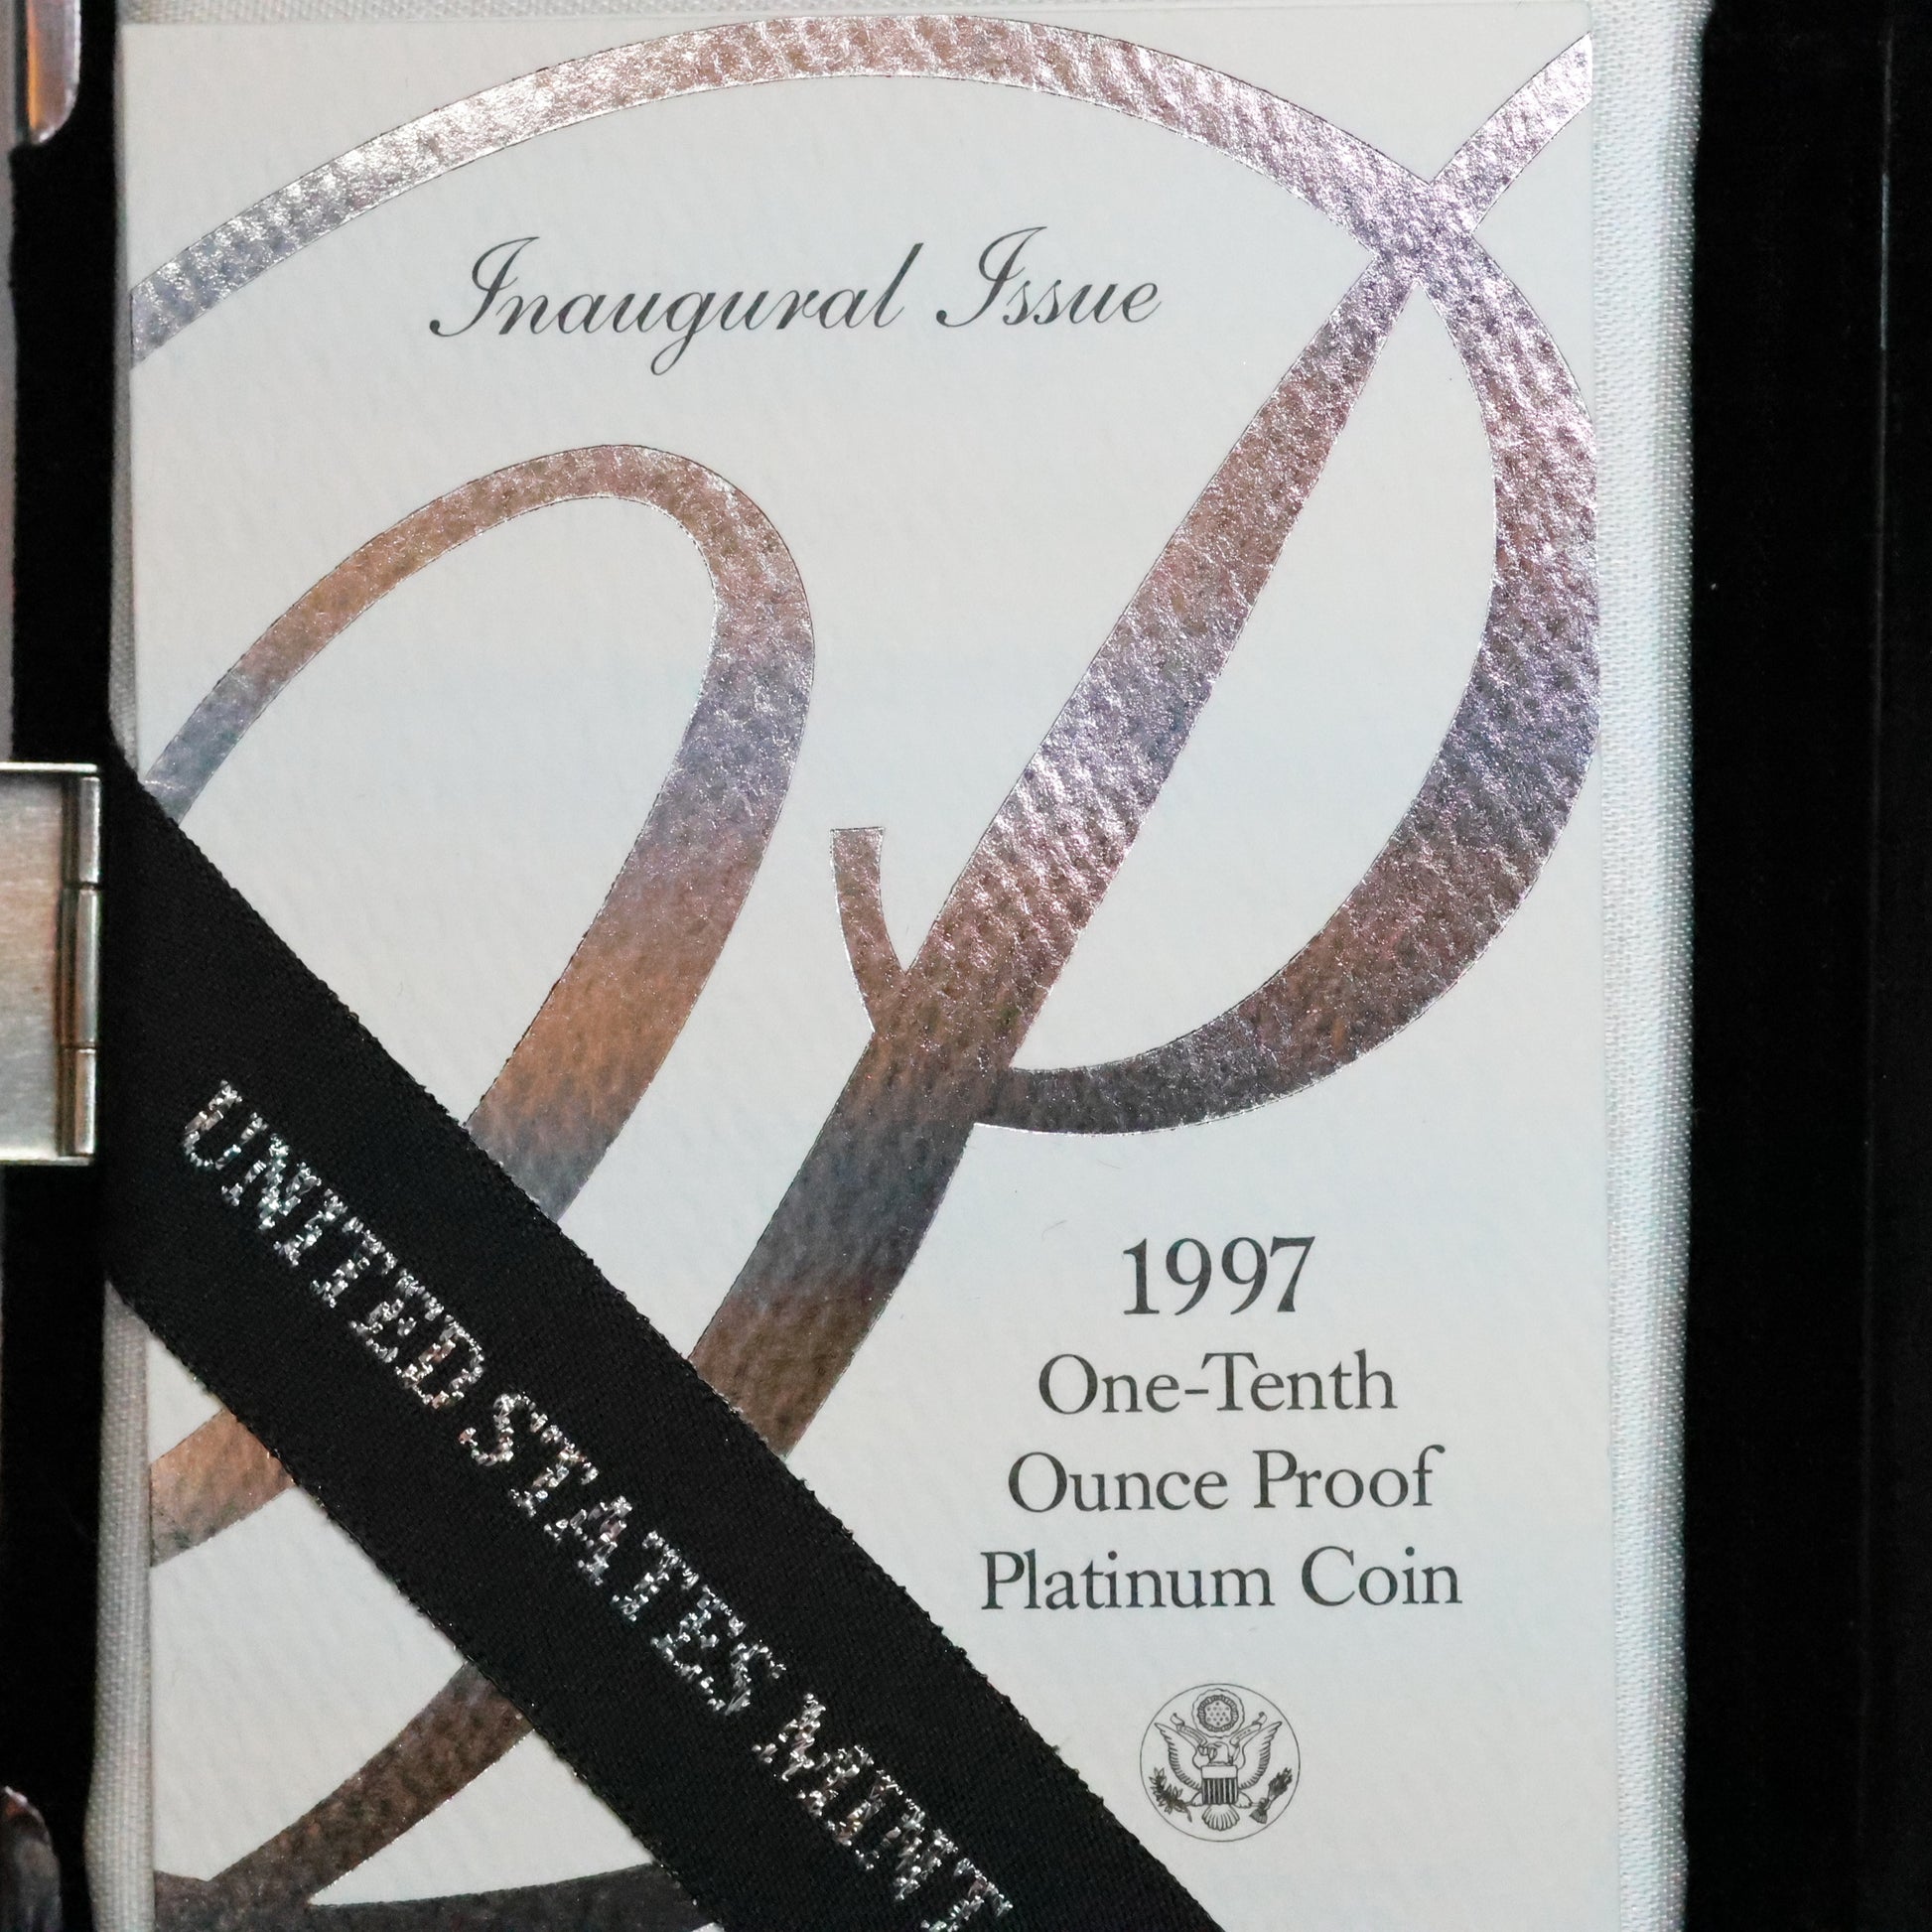 Inaugural Issue
UNITED STATES MINT
1997
One-Tenth
Ounce Proof
Platinum Coin